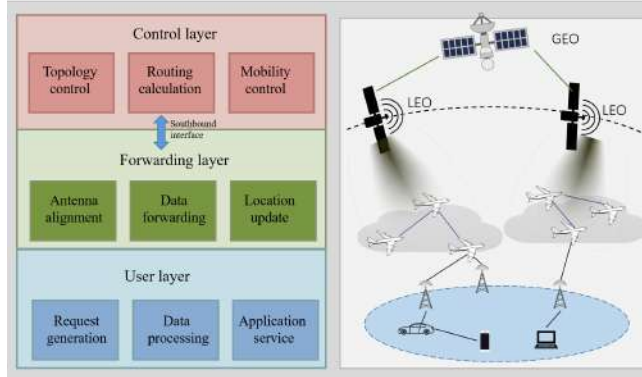 Control layer
Topology
control
Routing
calculation
Mobility
control
Southbound
interface
Forwarding layer
Antenna
alignment
Data
forwarding
Location
update
User layer
Request
generation
Data
processing
Application
service
GEO
LEO
LEO